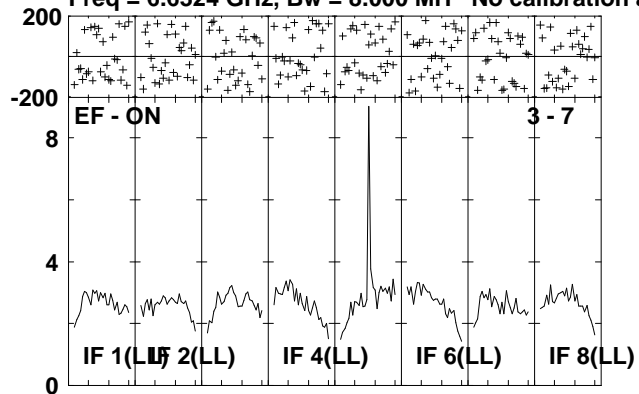 Freq = 6.6524 GHz, Bw = 8.000 MH No calibration a
200
-200
EF - ON 3 - 7
8
4
IF 1(LL) IF 2(LL) IF 4(LL) IF 6(LL) IF 8(LL)
0